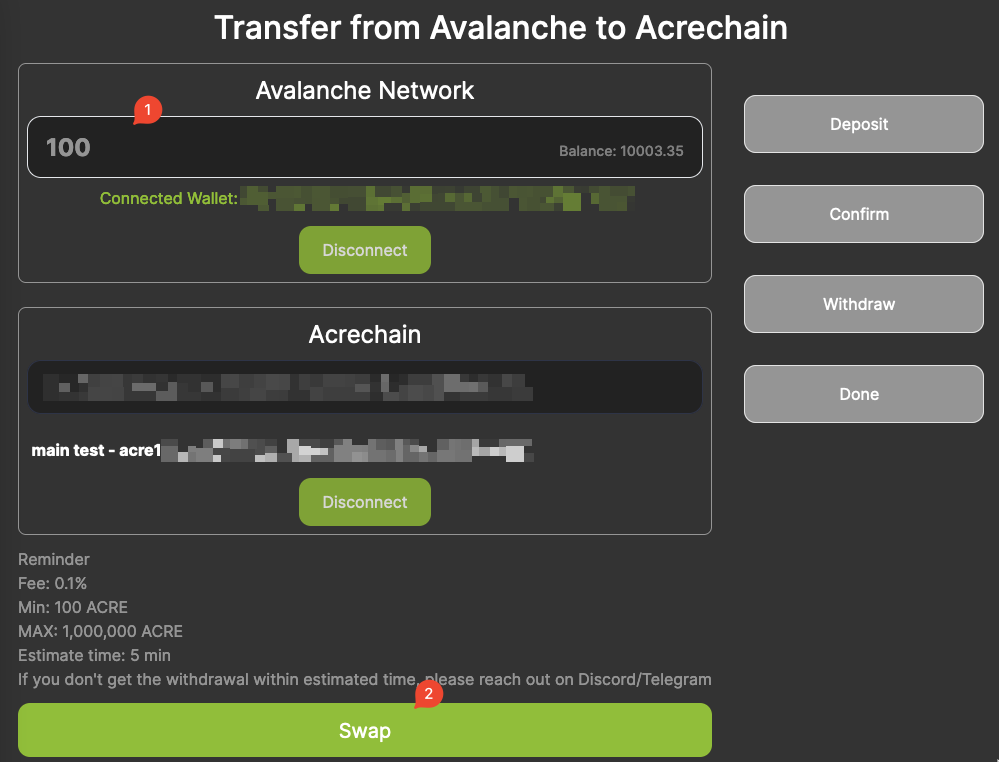 Transfer from Avalanche to Acrechain
Avalanche Network
1
100
Balance: 10003.35
Connected Wallet:
Disconnect
Acrechain
main test - acre1
Disconnect
Reminder
Fee: 0.1%
Min: 100 ACRE
MAX: 1,000,000 ACRE
Estimate time: 5 min
If you don't get the withdrawal within estimated time, please reach out on Discord/Telegram
2
Swap
Deposit
Confirm
Withdraw
Done